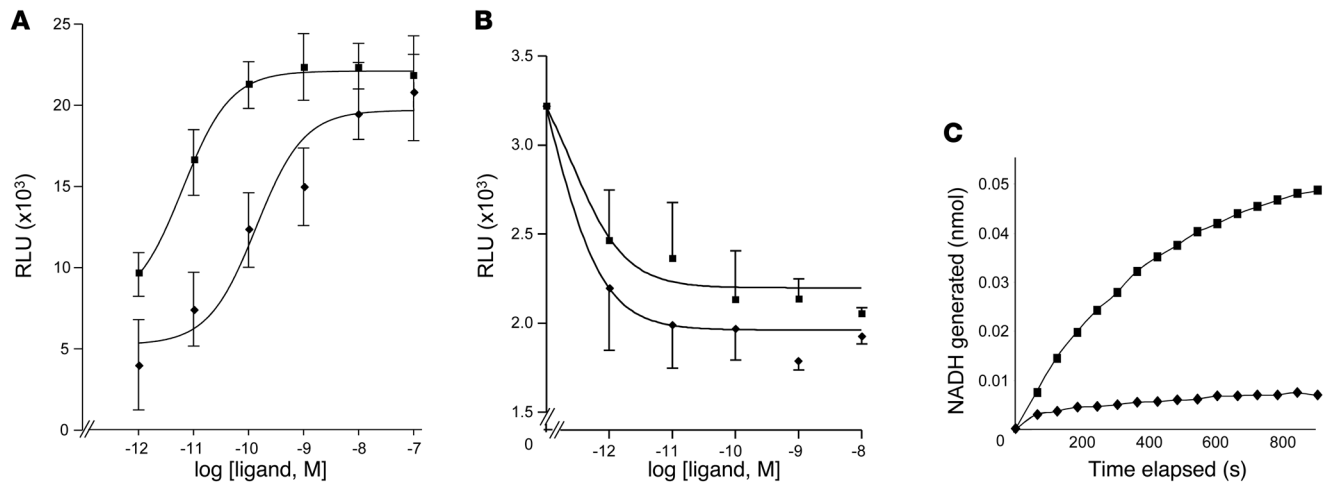 A
25
20
15
10
5
0
RLU (x10³)
-12 -11 -10 -9 -8 -7
log [ligand, M]
B
3.5
3.0
2.5
2.0
1.5
0
RLU (x10³)
-12 -11 -10 -9 -8
log [ligand, M]
C
0.05
0.04
0.03
0.02
0.01
NADH generated (nmol)
0 200 400 600 800
Time elapsed (s)